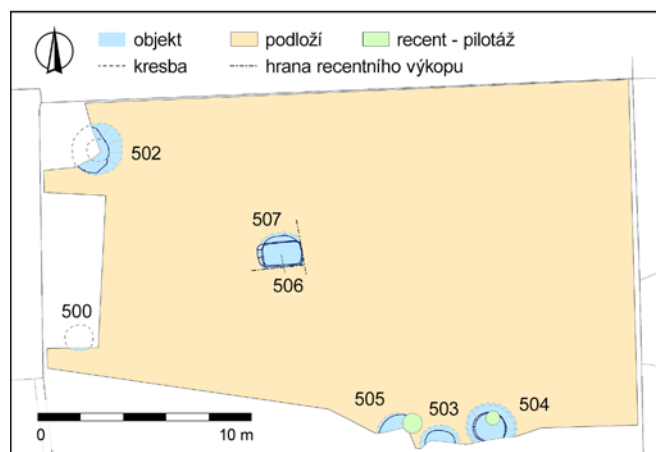 objekt podloží recent - pilotáž
kresba hrana recentního výkopu
502
507
506
500
505 503 504
0 10 m